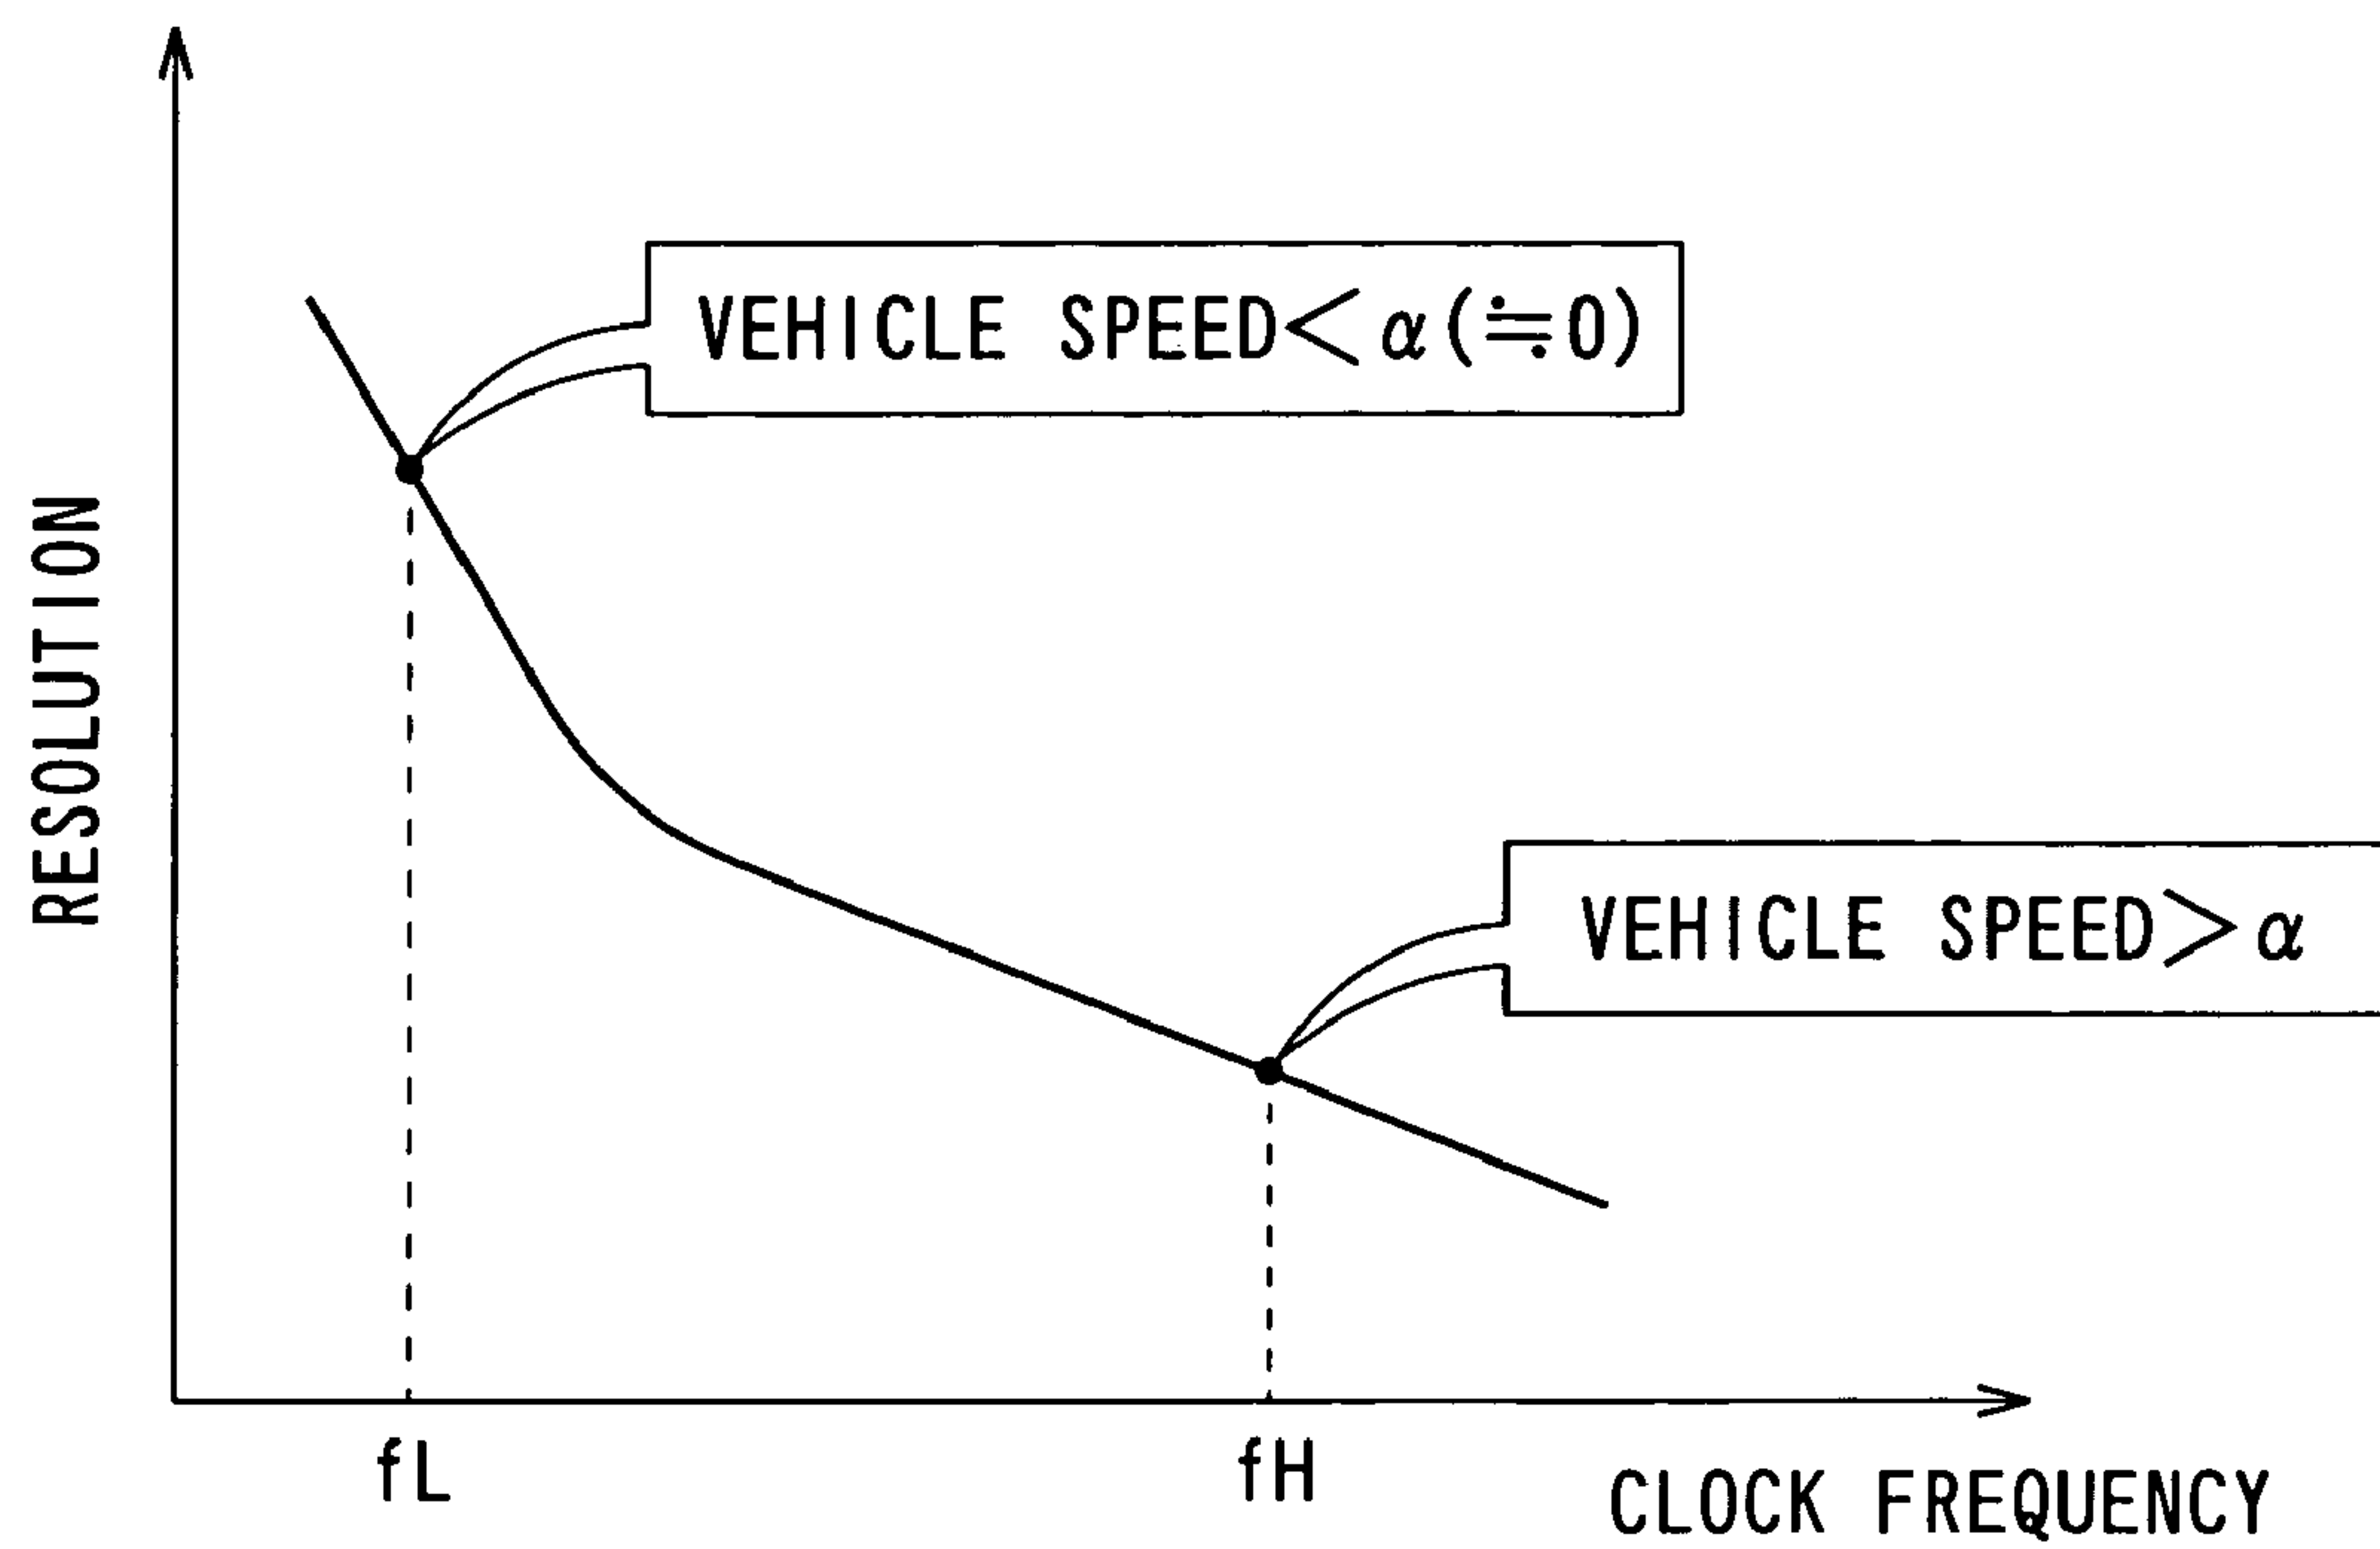 VEHICLE SPEED<α(≒0)
RESOLUTION
VEHICLE SPEED>α
fL
fH
CLOCK FREQUENCY